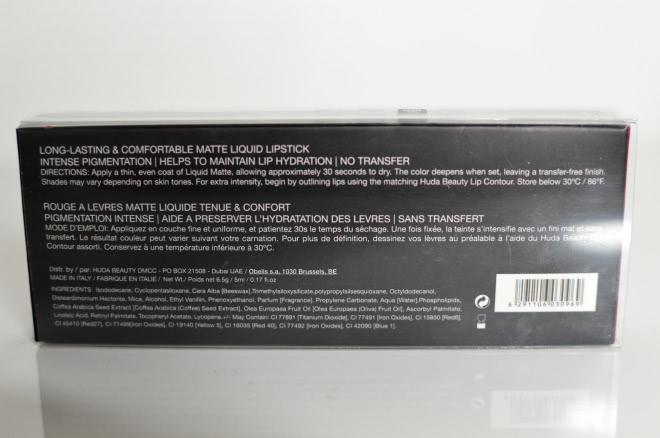 LONG-LASTING & COMFORTABLE MATTE LIQUID LIPSTICK
INTENSE PIGMENTATION | HELPS TO MAINTAIN LIP HYDRATION | NO TRANSFER
DIRECTIONS: Apply a thin, even coat of Liquid Matte, allowing approximately 30 seconds to dry. The color deepens when set, leaving a transfer-free finish.
Shades may vary depending on skin tones. For extra intensity, begin by outlining lips using the matching Huda Beauty Lip Contour. Store below 30°C / 86°F.
ROUGE A LEVRES MATTE LIQUIDE TENUE & CONFORT
PIGMENTATION INTENSE | AIDE A PRESERVER L'HYDRATATION DES LEVRES | SANS TRANSFERT
MODE D'EMPLOI: Appliquez en couche fine et uniforme, et patientez 30s le temps du séchage. Une fois fixée, la teinte s'intensifie avec un fini mat et sans
transfert. Le résultat couleur peut varier suivant votre carnation. Pour plus de définition, dessinez vos lèvres au préalable à l'aide du Huda Beauty
Contour assorti. Conservez à une température inférieure à 30°C.
Distr. by / par: HUDA BEAUTY DMCC - PO BOX 21508 - Dubai UAE / Obelis s.a. 1030 Brussels, BE
MADE IN ITALY / FABRIQUE EN ITALIE / Net Wt./ Poids net 6.5g / 5ml / 0.17 fl.oz
INGREDIENTS: Isododecane, Cyclopentasiloxane, Cera Alba [Beeswax], Trimethylsiloxysilicate, polypropylsilsesquioxane, Octyldodecanol,
Disteardimonium Hectorite, Mica, Alcohol, Ethyl Vanillin, Phenoxyethanol, Parfum [Fragrance], Propylene Carbonate, Aqua [Water], Phospholipids,
Coffea Arabica Seed Extract [Coffea Arabica (Coffee) Seed Extract], Olea Europaea Fruit Oil [Olea Europaea (Olive) Fruit Oil], Ascorbyl Palmitate,
Linoleic Acid, Retinyl Palmitate, Tocopheryl Acetate, Lycopene. +/- May Contain: CI 77891 [Titanium Dioxide], CI 77491 [Iron Oxides], CI 15850 [Red6],
CI 45410 [Red27], CI 77499 [Iron Oxides], CI 19140 [Yellow 5], CI 16035 [Red 40], CI 77492 [Iron Oxides], CI 42090 [Blue 1].
6 291106 030969